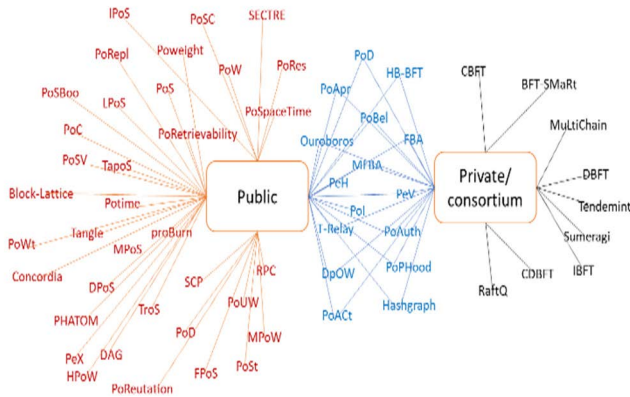 IPoS
PoSC
SECTRE
PoRepl
Poweight
PoW
PoRes
PoD
HB-BFT
CBFT
BFT-SMaRt
PoSBoo
LPoS
PoS
PoSpaceTime
PoApr
PoBel
MuLtiChain
PoC
PoRetrievability
Ouroboros
FBA
PoSV
TapoS
MFBA
DBFT
Block-Lattice
Potime
Public
PeH
PeV
Private/
consortium
Tendemint
PoWt
Tangle
proBurn
PoI
T-Relay
PoAuth
Sumeragi
Concordia
MPoS
SCP
RPC
DpOW
PoPHood
RaftQ
CDBFT
IBFT
DPoS
TroS
PoUW
PoACt
Hashgraph
PHATOM
PoD
MPoW
PeX
DAG
HPoW
PoReutation
FPoS
PoSt